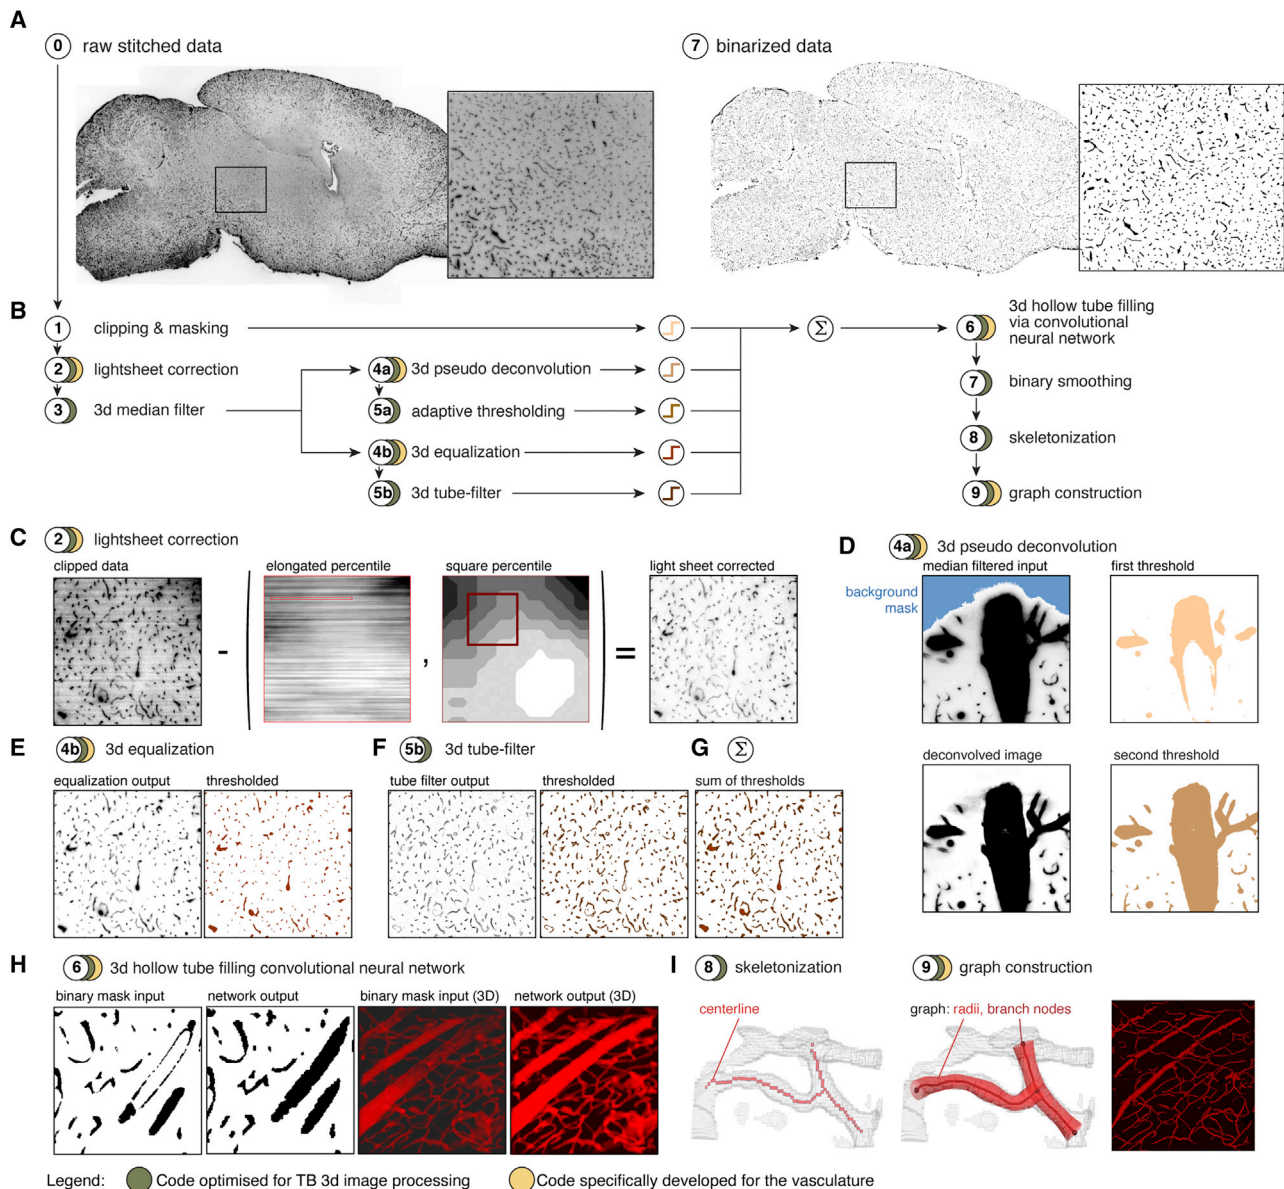 A
0 raw stitched data
7 binarized data
B
1 clipping & masking
Σ
6 3d hollow tube filling
via convolutional
neural network
2 lightsheet correction
4a 3d pseudo deconvolution
7 binary smoothing
3 3d median filter
5a adaptive thresholding
8 skeletonization
4b 3d equalization
5b 3d tube-filter
9 graph construction
C
2 lightsheet correction
clipped data
elongated percentile
square percentile
light sheet corrected
- ( , ) =
D
4a 3d pseudo deconvolution
median filtered input
first threshold
background
mask
deconvolved image
second threshold
E
4b 3d equalization
equalization output
thresholded
F
5b 3d tube-filter
tube filter output
thresholded
G
Σ
sum of thresholds
H
6 3d hollow tube filling convolutional neural network
binary mask input
network output
binary mask input (3D)
network output (3D)
I
8 skeletonization
centerline
9 graph construction
graph: radii, branch nodes
Legend:
Code optimised for TB 3d image processing
Code specifically developed for the vasculature